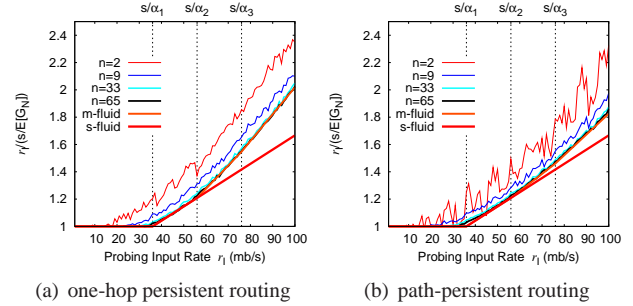 s/α1 s/α2 s/α3
2.4
2.2
2
1.8
1.6
1.4
1.2
1
n=2
n=9
n=33
n=65
m-fluid
s-fluid
rI/(s/E[GN])
10 20 30 40 50 60 70 80 90 100
Probing Input Rate rI (mb/s)
(a) one-hop persistent routing
s/α1 s/α2 s/α3
2.4
2.2
2
1.8
1.6
1.4
1.2
1
n=2
n=9
n=33
n=65
m-fluid
s-fluid
rI/(s/E[GN])
10 20 30 40 50 60 70 80 90 100
Probing Input Rate rI (mb/s)
(b) path-persistent routing